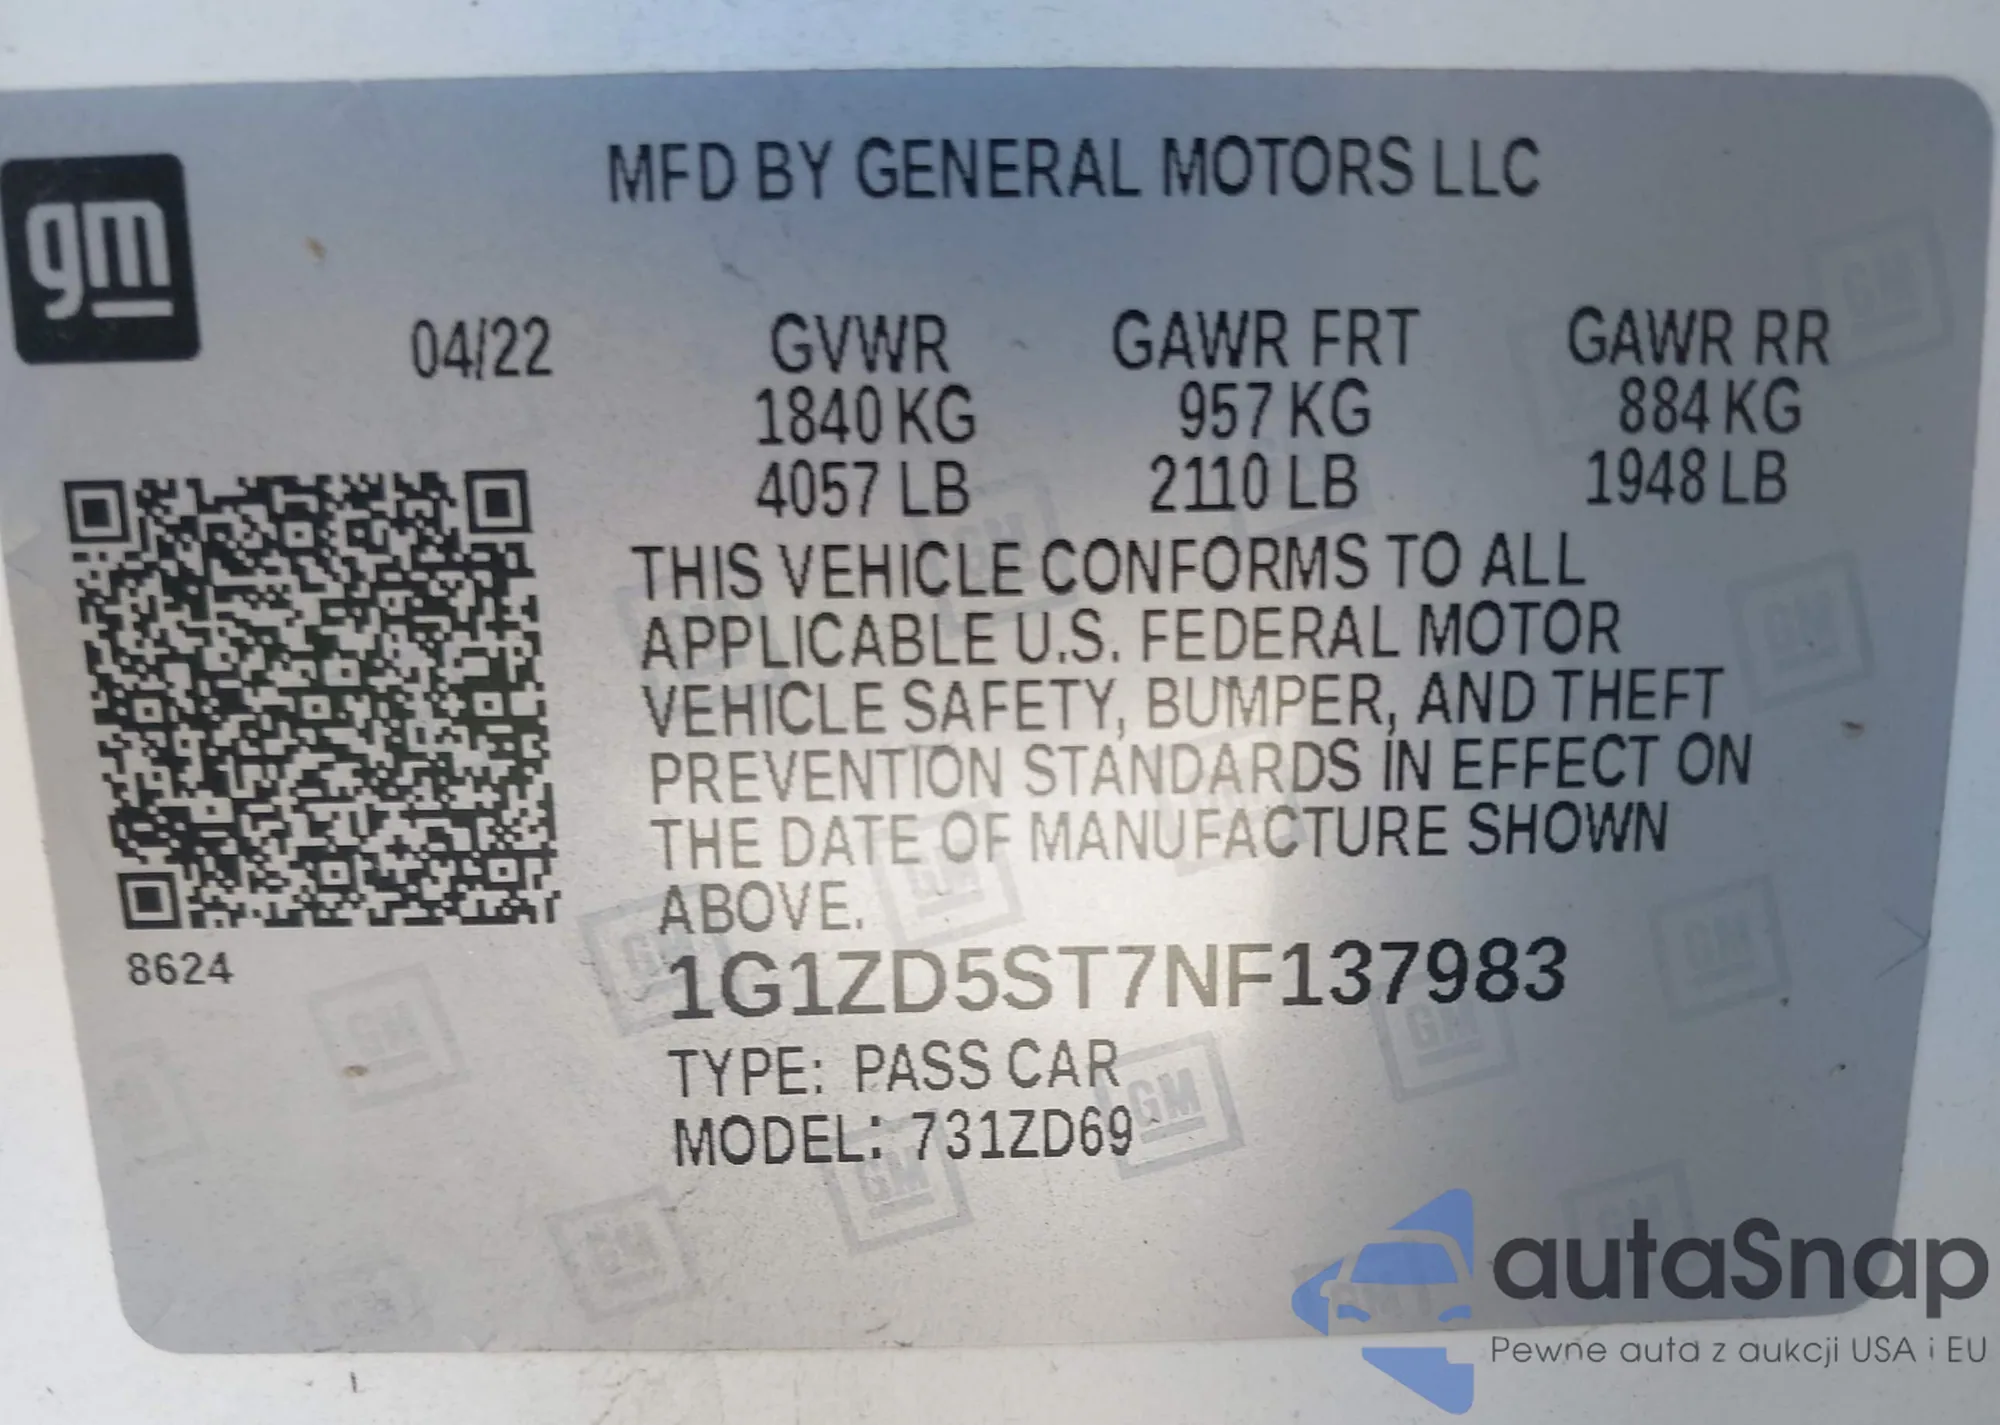 MFD BY GENERAL MOTORS LLC
gm
04/22
GVWR GAWR FRT GAWR RR
1840 KG 957 KG 884 KG
4057 LB 2110 LB 1948 LB
THIS VEHICLE CONFORMS TO ALL
APPLICABLE U.S. FEDERAL MOTOR
VEHICLE SAFETY, BUMPER, AND THEFT
PREVENTION STANDARDS IN EFFECT ON
THE DATE OF MANUFACTURE SHOWN
ABOVE.
8624
1G1ZD5ST7NF137983
TYPE: PASS CAR
MODEL: 731ZD69
autaSnap
Pewne auta z aukcji USA i EU